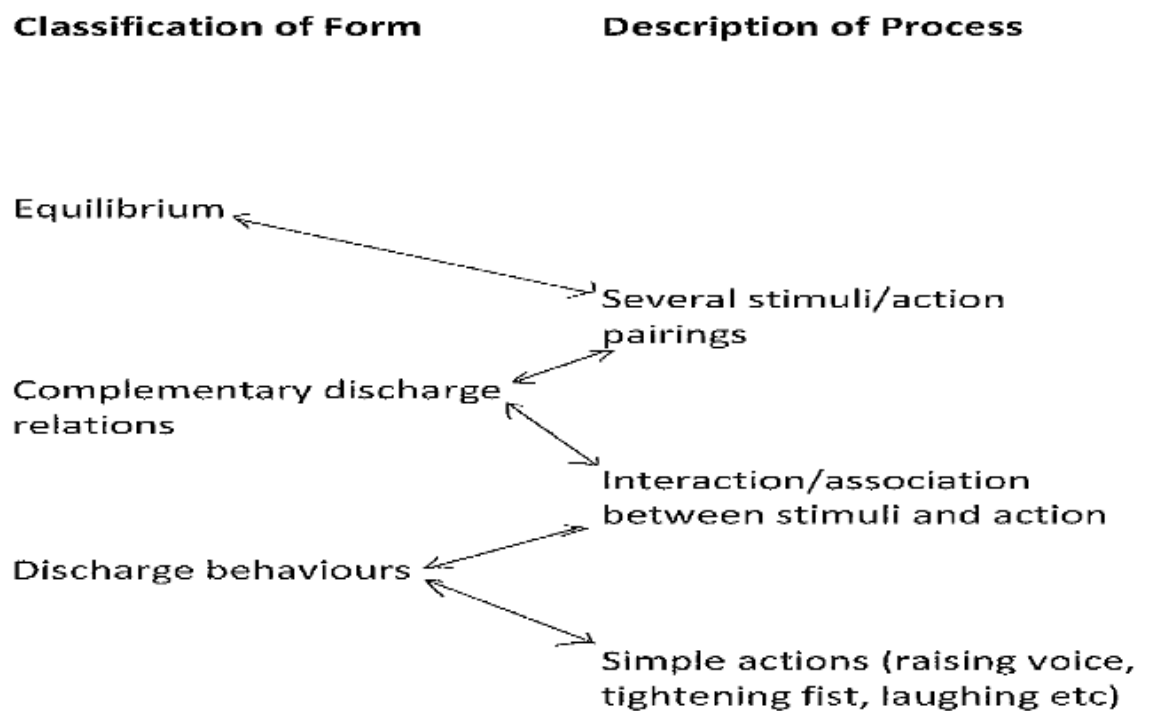 Classification of Form
Description of Process
Equilibrium
Several stimuli/action
pairings
Complementary discharge
relations
Interaction/association
between stimuli and action
Discharge behaviours
Simple actions (raising voice,
tightening fist, laughing etc)